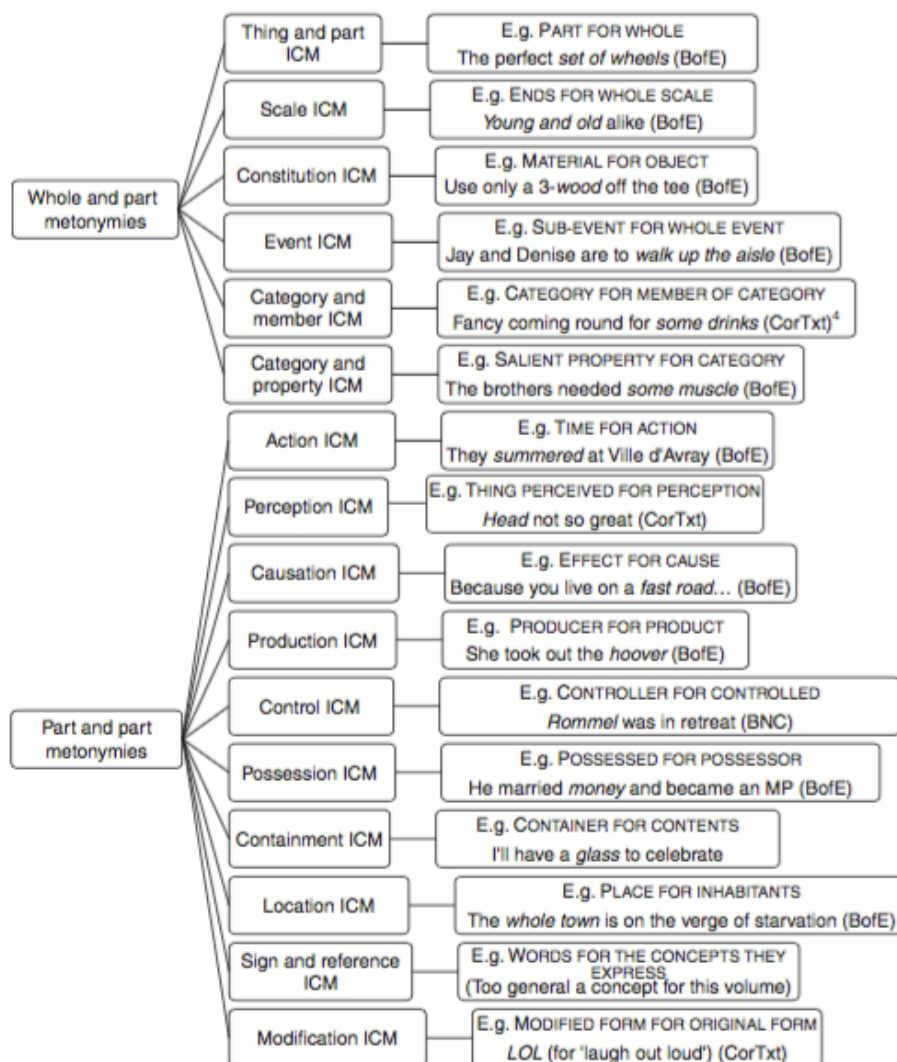 Thing and part
ICM
E.g. PART FOR WHOLE
The perfect set of wheels (BofE)
Scale ICM
E.g. ENDS FOR WHOLE SCALE
Young and old alike (BofE)
Constitution ICM
E.g. MATERIAL FOR OBJECT
Use only a 3-wood off the tee (BofE)
Whole and part
metonymies
Event ICM
E.g. SUB-EVENT FOR WHOLE EVENT
Jay and Denise are to walk up the aisle (BofE)
Category and
member ICM
E.g. CATEGORY FOR MEMBER OF CATEGORY
Fancy coming round for some drinks (CorTxt)⁴
Category and
property ICM
E.g. SALIENT PROPERTY FOR CATEGORY
The brothers needed some muscle (BofE)
Action ICM
E.g. TIME FOR ACTION
They summered at Ville d'Avray (BofE)
Perception ICM
E.g. THING PERCEIVED FOR PERCEPTION
Head not so great (CorTxt)
Causation ICM
E.g. EFFECT FOR CAUSE
Because you live on a fast road... (BofE)
Production ICM
E.g. PRODUCER FOR PRODUCT
She took out the hoover (BofE)
Part and part
metonymies
Control ICM
E.g. CONTROLLER FOR CONTROLLED
Rommel was in retreat (BNC)
Possession ICM
E.g. POSSESSED FOR POSSESSOR
He married money and became an MP (BofE)
Containment ICM
E.g. CONTAINER FOR CONTENTS
I'll have a glass to celebrate
Location ICM
E.g. PLACE FOR INHABITANTS
The whole town is on the verge of starvation (BofE)
Sign and reference
ICM
E.g. WORDS FOR THE CONCEPTS THEY
EXPRESS
(Too general a concept for this volume)
Modification ICM
E.g. MODIFIED FORM FOR ORIGINAL FORM
LOL (for 'laugh out loud') (CorTxt)